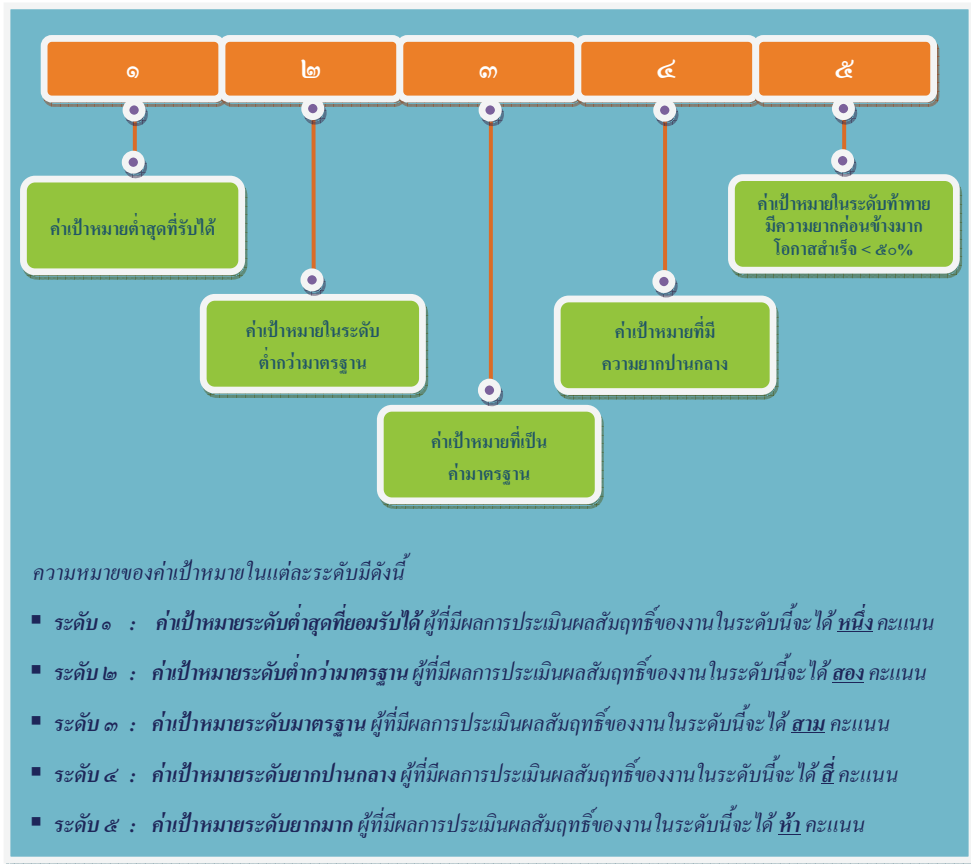 ๑ ๒ ๓ ๔ ๕
ค่าเป้าหมายต่ำสุดที่รับได้
ค่าเป้าหมายในระดับ
ต่ำกว่ามาตรฐาน
ค่าเป้าหมายที่เป็น
ค่ามาตรฐาน
ค่าเป้าหมายที่มี
ความยากปานกลาง
ค่าเป้าหมายในระดับท้าทาย
มีความยากค่อนข้างมาก
โอกาสสำเร็จ < ๕๐%
ความหมายของค่าเป้าหมายในแต่ละระดับมีดังนี้
▪ ระดับ ๑ : ค่าเป้าหมายระดับต่ำสุดที่ยอมรับได้ ผู้ที่มีผลการประเมินผลสัมฤทธิ์ของงานในระดับนี้จะได้ หนึ่ง คะแนน
▪ ระดับ ๒ : ค่าเป้าหมายระดับต่ำกว่ามาตรฐาน ผู้ที่มีผลการประเมินผลสัมฤทธิ์ของงานในระดับนี้จะได้ สอง คะแนน
▪ ระดับ ๓ : ค่าเป้าหมายระดับมาตรฐาน ผู้ที่มีผลการประเมินผลสัมฤทธิ์ของงานในระดับนี้จะได้ สาม คะแนน
▪ ระดับ ๔ : ค่าเป้าหมายระดับยากปานกลาง ผู้ที่มีผลการประเมินผลสัมฤทธิ์ของงานในระดับนี้จะได้ สี่ คะแนน
▪ ระดับ ๕ : ค่าเป้าหมายระดับยากมาก ผู้ที่มีผลการประเมินผลสัมฤทธิ์ของงานในระดับนี้จะได้ ห้า คะแนน